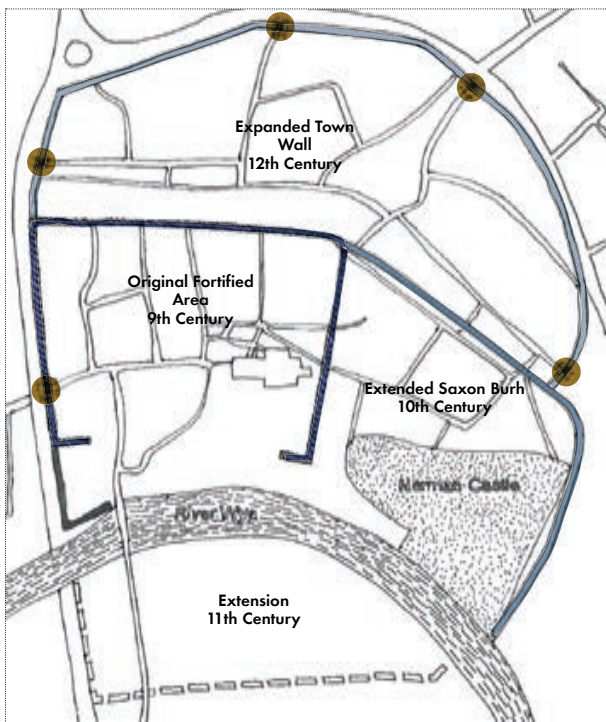 Expanded Town
Wall
12th Century
Original Fortified
Area
9th Century
Extended Saxon Burh
10th Century
Norman Castle
River Wye
Extension
11th Century